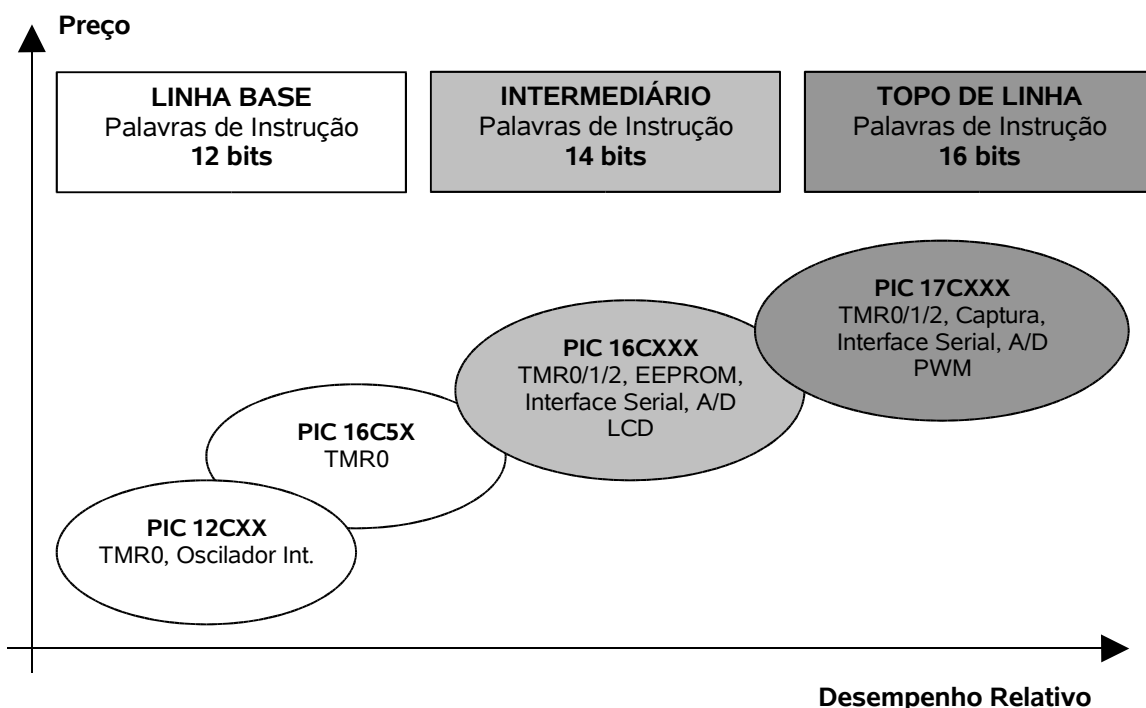 Preço
LINHA BASE
Palavras de Instrução
12 bits
INTERMEDIÁRIO
Palavras de Instrução
14 bits
TOPO DE LINHA
Palavras de Instrução
16 bits
PIC 17CXXX
TMR0/1/2, Captura,
Interface Serial, A/D
PWM
PIC 16CXXX
TMR0/1/2, EEPROM,
Interface Serial, A/D
LCD
PIC 16C5X
TMR0
PIC 12CXX
TMR0, Oscilador Int.
Desempenho Relativo